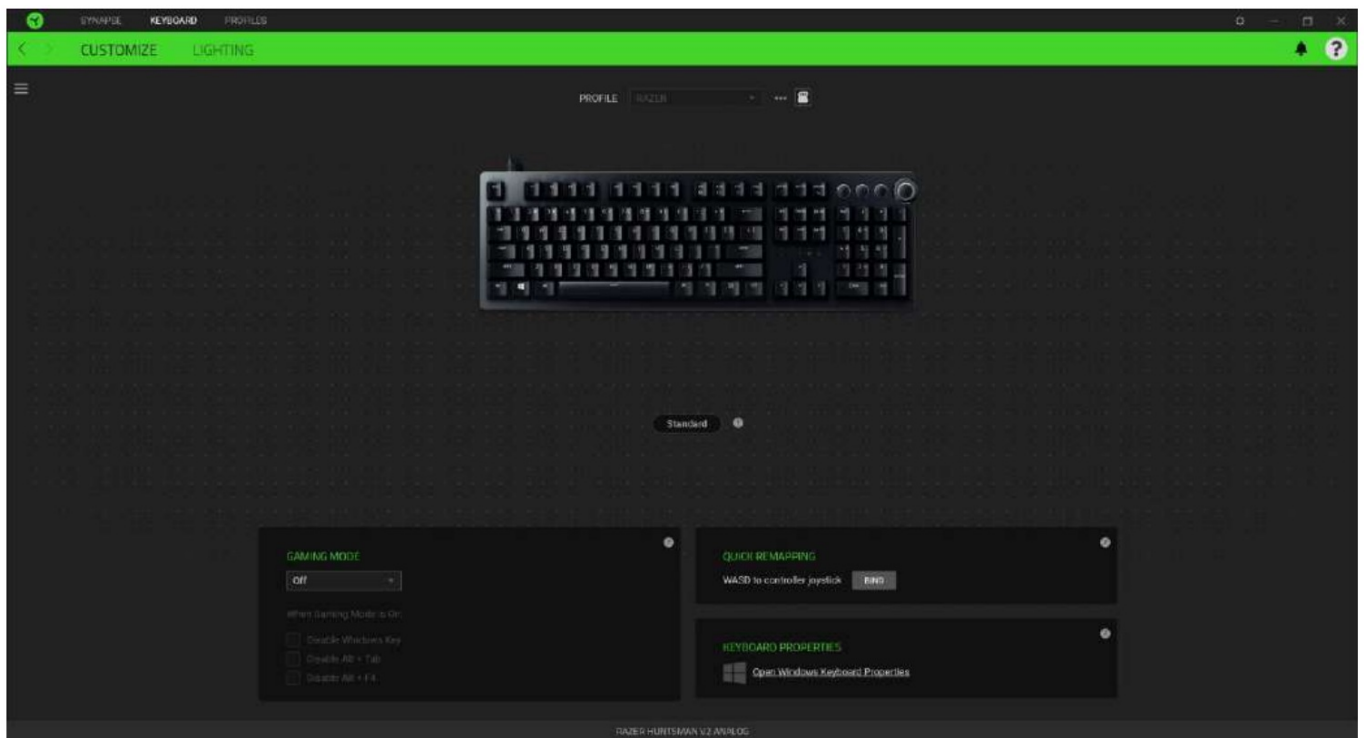 SYNAPSE KEYBOARD PROFILES
CUSTOMIZE LIGHTING
?
PROFILE RAZER
Standard
GAMING MODE
Off
When Gaming Mode is On:
Disable Windows Key
Disable Alt + Tab
Disable Alt + F4
QUICK REMAPPING
WASD to controller joystick BIND
KEYBOARD PROPERTIES
Open Windows Keyboard Properties
RAZER HUNTSMAN V2 ANALOG